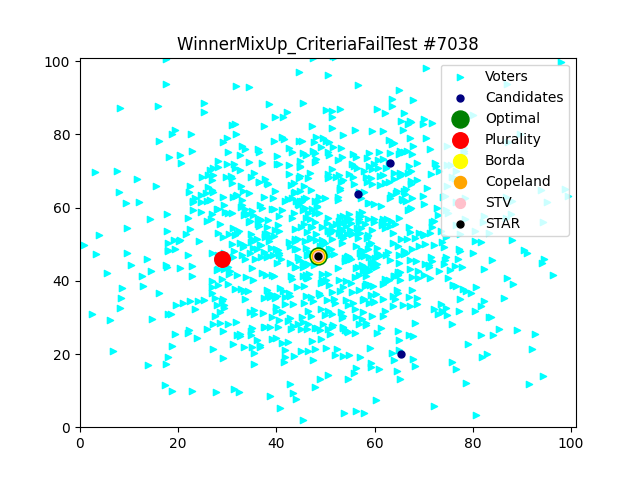 WinnerMixUp_CriteriaFailTest #7038
100
80
60
40
20
0
0
20
40
60
80
100
Voters
Candidates
Optimal
Plurality
Borda
Copeland
STV
STAR